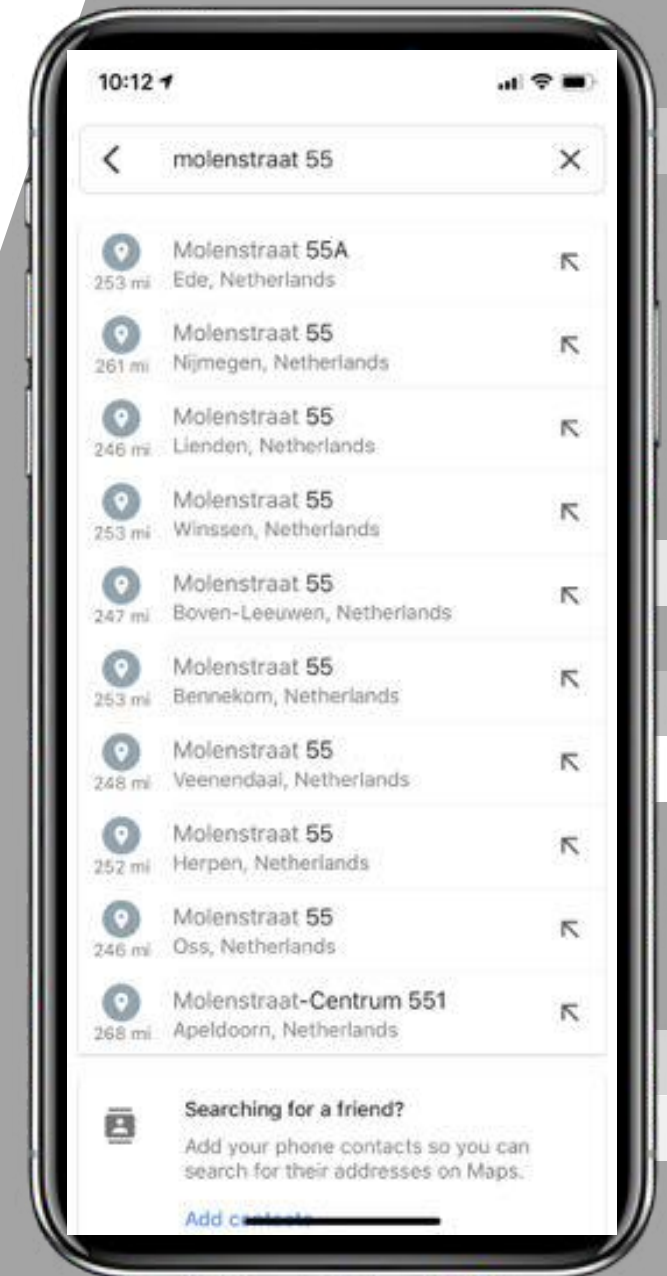 10:12
molenstraat 55
Molenstraat 55A
253 mi Ede, Netherlands
Molenstraat 55
261 mi Nijmegen, Netherlands
Molenstraat 55
246 mi Lienden, Netherlands
Molenstraat 55
253 mi Winssen, Netherlands
Molenstraat 55
247 mi Boven-Leeuwen, Netherlands
Molenstraat 55
253 mi Bennekom, Netherlands
Molenstraat 55
248 mi Veenendaal, Netherlands
Molenstraat 55
252 mi Herpen, Netherlands
Molenstraat 55
246 mi Oss, Netherlands
Molenstraat-Centrum 551
268 mi Apeldoorn, Netherlands
Searching for a friend?
Add your phone contacts so you can
search for their addresses on Maps.
Add contacts